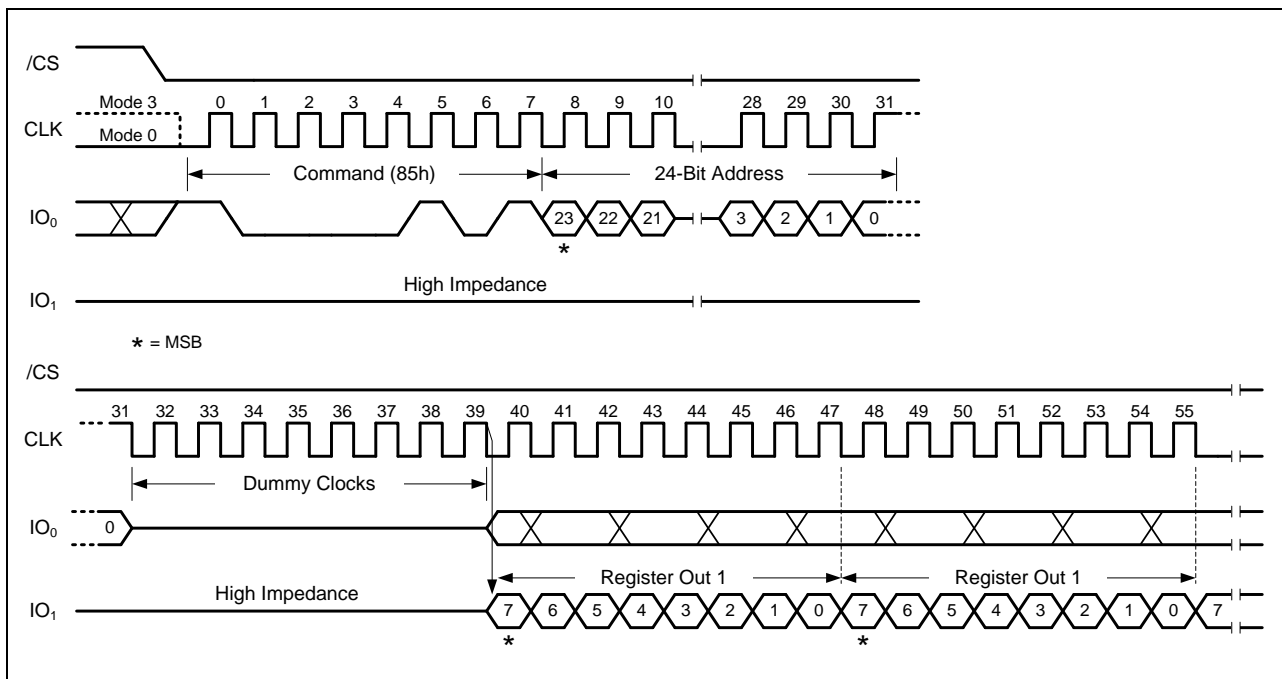 /CS
Mode 3 0 1 2 3 4 5 6 7 8 9 10 28 29 30 31
CLK
Mode 0
Command (85h) 24-Bit Address
IO₀ 23 22 21 3 2 1 0
*
High Impedance
IO₁
* = MSB
/CS
31 32 33 34 35 36 37 38 39 40 41 42 43 44 45 46 47 48 49 50 51 52 53 54 55
CLK
Dummy Clocks
IO₀ 0
High Impedance Register Out 1 Register Out 1
IO₁ 7 6 5 4 3 2 1 0 7 6 5 4 3 2 1 0 7
* *